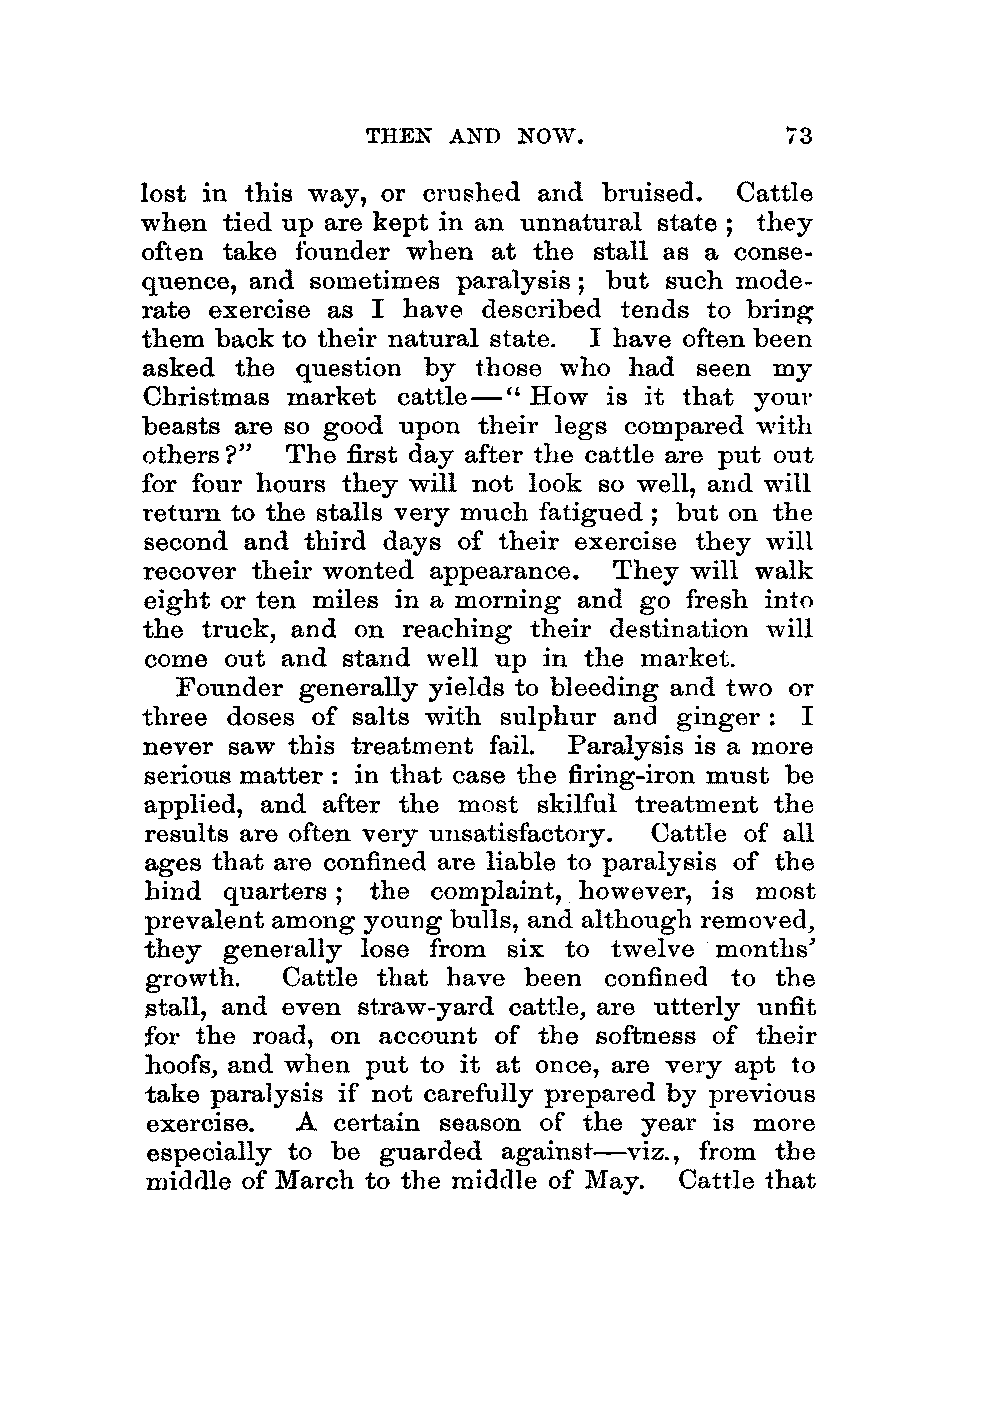 THEN AND NOW. 73
lost in this way, or crushed and bruised. Cattle
when tied up are kept in an unnatural state ; they
often take founder when at the stall as a conse-
quence, and sometimes paralysis ; but such mode-
rate exercise as I have described tends to bring
them back to their natural state. I have often been
asked the question by those who had seen my
Christmas market cattle—“ How is it that your
beasts are so good upon their legs compared with
others ?” The first day after the cattle are put out
for four hours they will not look so well, and will
return to the stalls very much fatigued ; but on the
second and third days of their exercise they will
recover their wonted appearance. They will walk
eight or ten miles in a morning and go fresh into
the truck, and on reaching their destination will
come out and stand well up in the market.
Founder generally yields to bleeding and two or
three doses of salts with sulphur and ginger : I
never saw this treatment fail. Paralysis is a more
serious matter : in that case the firing-iron must be
applied, and after the most skilful treatment the
results are often very unsatisfactory. Cattle of all
ages that are confined are liable to paralysis of the
hind quarters ; the complaint, however, is most
prevalent among young bulls, and although removed,
they generally lose from six to twelve months’
growth. Cattle that have been confined to the
stall, and even straw-yard cattle, are utterly unfit
for the road, on account of the softness of their
hoofs, and when put to it at once, are very apt to
take paralysis if not carefully prepared by previous
exercise. A certain season of the year is more
especially to be guarded against—viz., from the
middle of March to the middle of May. Cattle that